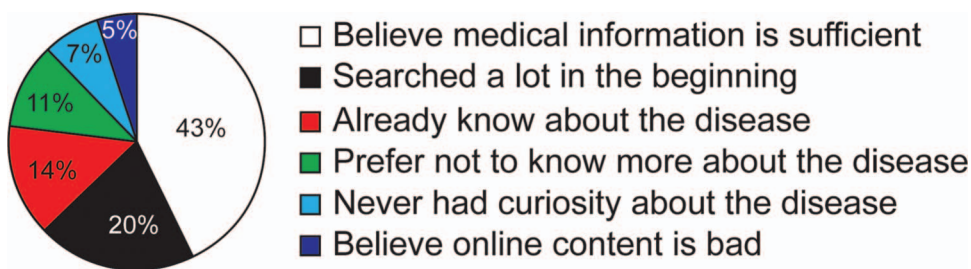 5%
7%
11%
43%
14%
20%
Believe medical information is sufficient
Searched a lot in the beginning
Already know about the disease
Prefer not to know more about the disease
Never had curiosity about the disease
Believe online content is bad